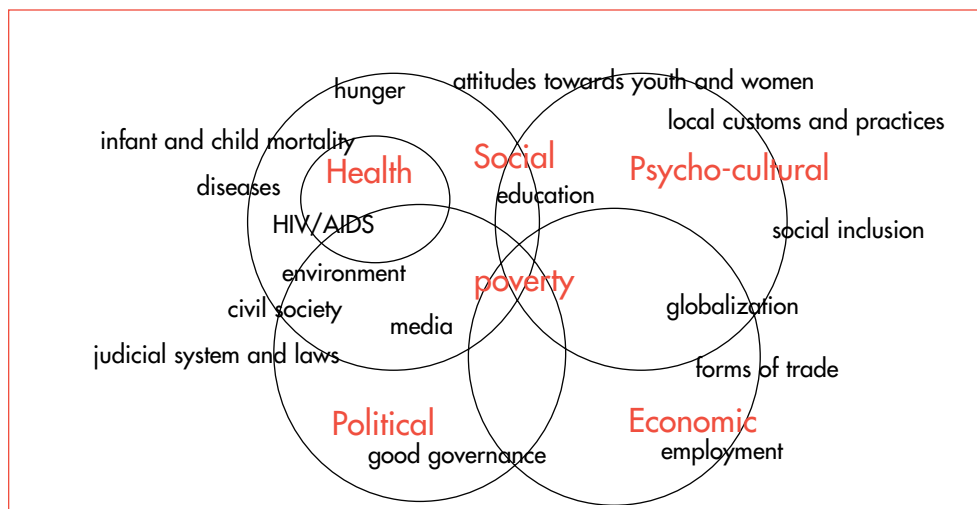 attitudes towards youth and women
hunger
local customs and practices
infant and child mortality
Social
Health
Psycho-cultural
diseases
education
HIV/AIDS
social inclusion
environment
poverty
civil society
globalization
media
judicial system and laws
forms of trade
Political
Economic
good governance
employment